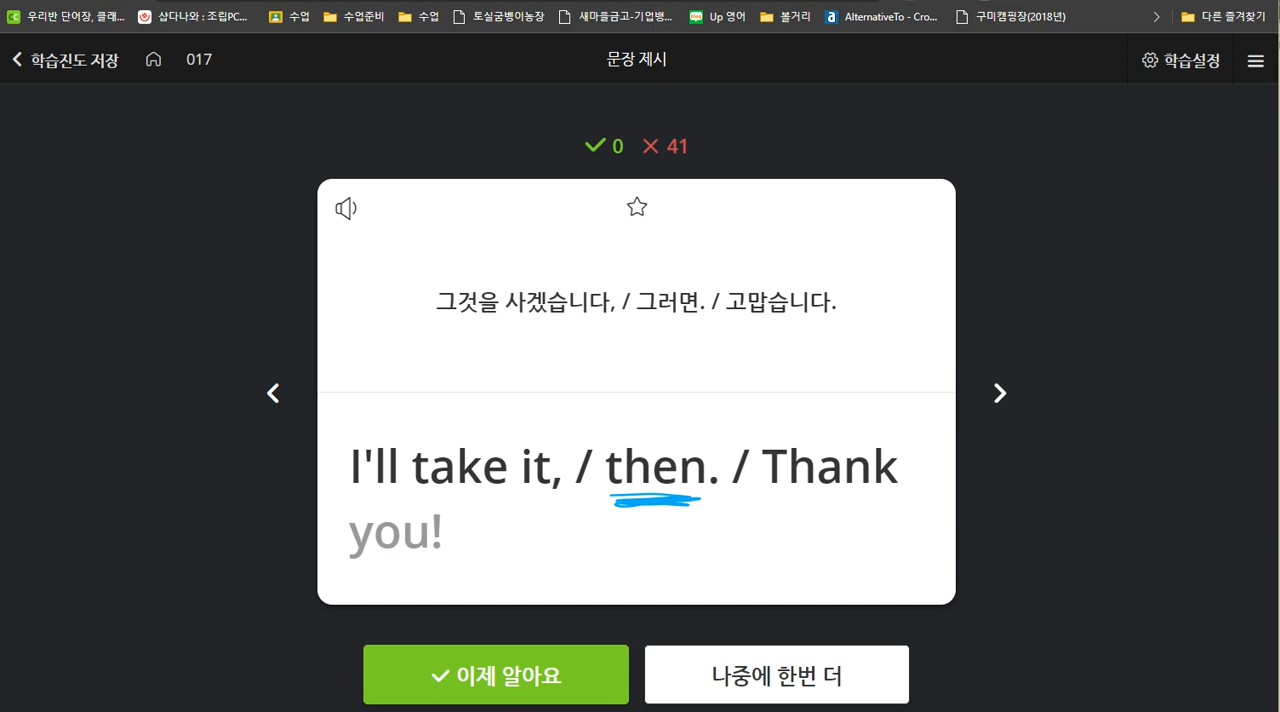 우리반 단어장, 클래... 샵다나와 : 조립PC... 수업 수업준비 수업 토실굼벵이농장 새마을금고-기업뱅... Up 영어 볼거리 AlternativeTo - Cro... 구미캠핑장(2018년) 다른 즐겨찾기
학습진도 저장 017 문장 제시 학습설정
0 41
그것을 사겠습니다, / 그러면. / 고맙습니다.
I'll take it, / then. / Thank
you!
이제 알아요 나중에 한번 더